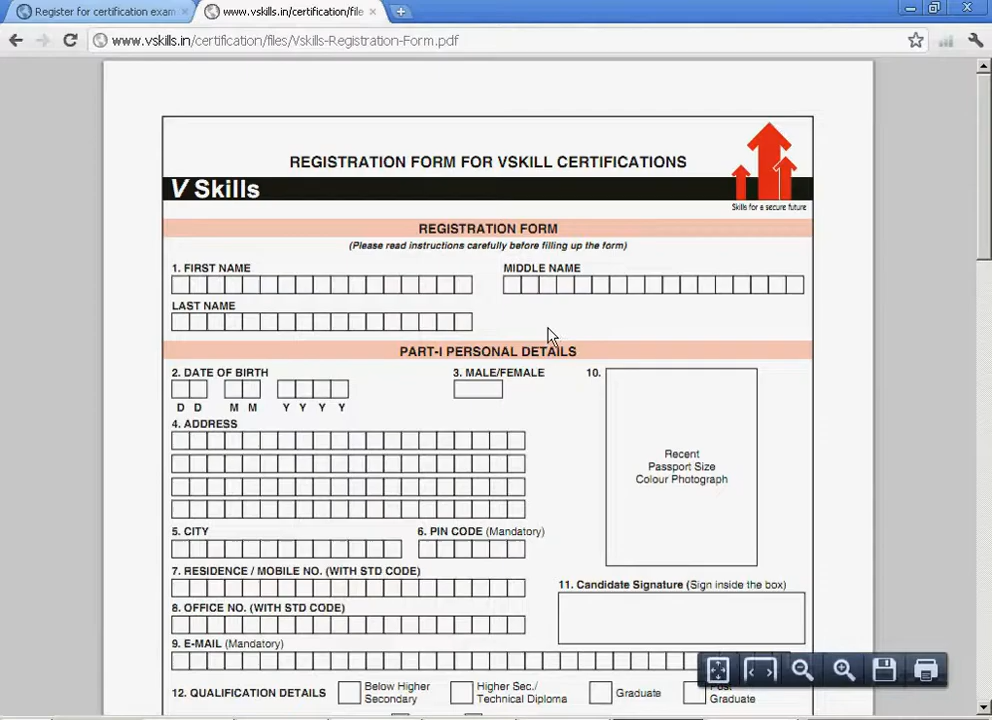 Register for certification exam
www.vskills.in/certification/file
www.vskills.in/certification/files/Vskills-Registration-Form.pdf
REGISTRATION FORM FOR VSKILL CERTIFICATIONS
V Skills
Skills for a secure future
REGISTRATION FORM
(Please read instructions carefully before filling up the form)
1. FIRST NAME
MIDDLE NAME
LAST NAME
PART-I PERSONAL DETAILS
2. DATE OF BIRTH
3. MALE/FEMALE
10.
D D M M Y Y Y Y
Recent
Passport Size
Colour Photograph
4. ADDRESS
5. CITY
6. PIN CODE (Mandatory)
7. RESIDENCE / MOBILE NO. (WITH STD CODE)
11. Candidate Signature (Sign inside the box)
8. OFFICE NO. (WITH STD CODE)
9. E-MAIL (Mandatory)
12. QUALIFICATION DETAILS
Below Higher
Secondary
Higher Sec./
Technical Diploma
Graduate
Post
Graduate